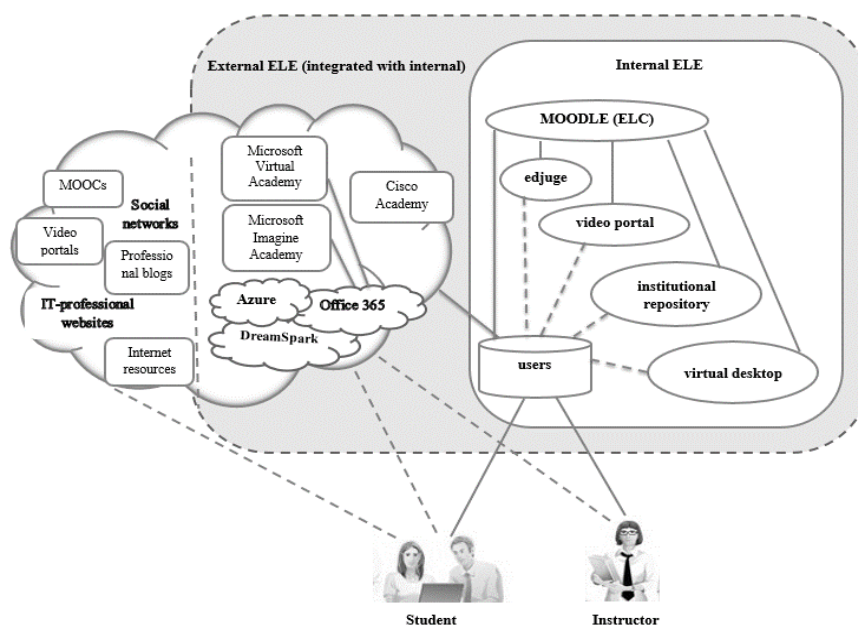 External ELE (integrated with internal)
Internal ELE
MOODLE (ELC)
edjuge
video portal
institutional
repository
virtual desktop
users
Microsoft
Virtual
Academy
Microsoft
Imagine
Academy
Cisco
Academy
Azure
Office 365
DreamSpark
MOOCs
Social
networks
Video
portals
Professio
nal blogs
IT-professional
websites
Internet
resources
Student
Instructor